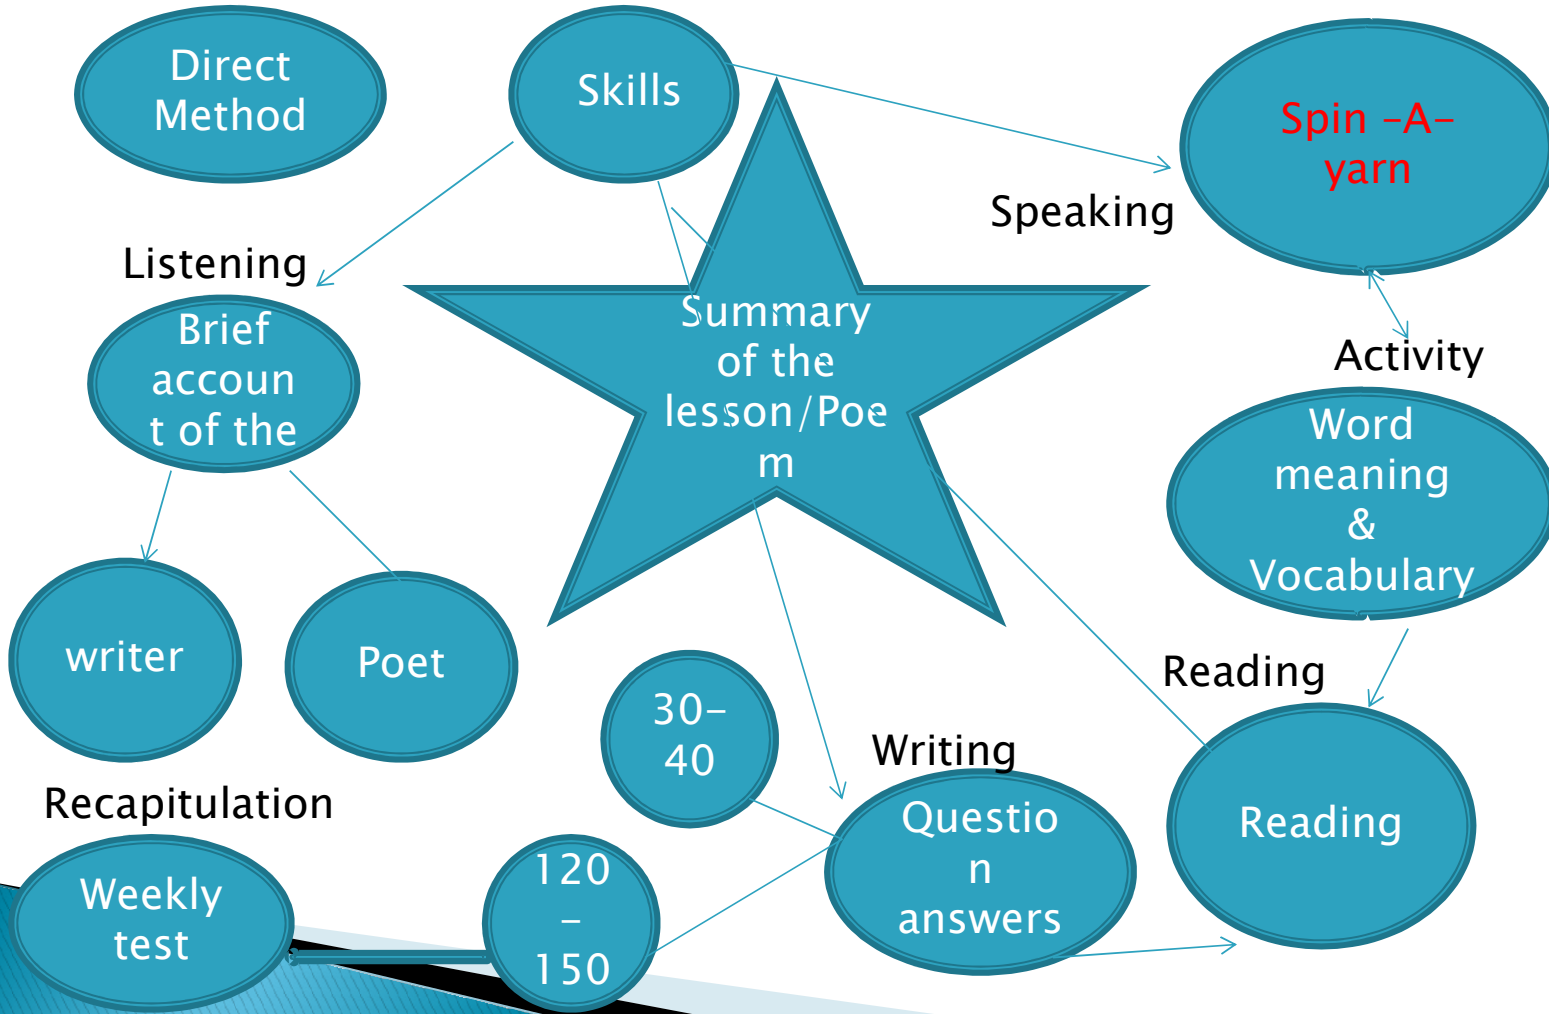 Direct
Method
Skills
Spin –A–
yarn
Speaking
Listening
Brief
accoun
t of the
Summary
of the
lesson/Poe
m
Activity
Word
meaning
&
Vocabulary
writer
Poet
Reading
30–
40
Writing
Questio
n
answers
Reading
Recapitulation
Weekly
test
120
–
150